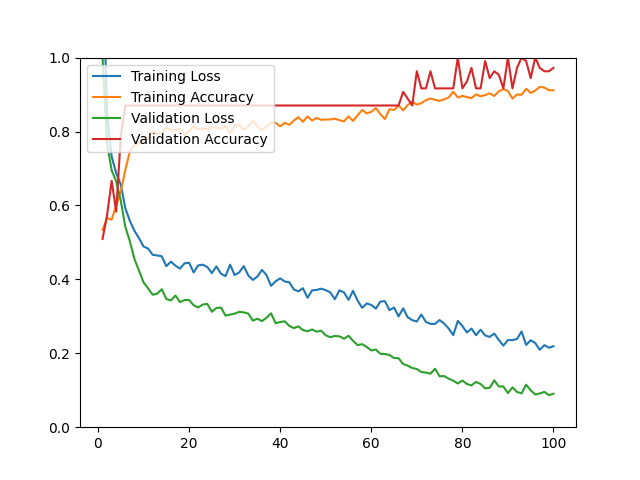 1.0
0.8
0.6
0.4
0.2
0.0
Training Loss
Training Accuracy
Validation Loss
Validation Accuracy
0 20 40 60 80 100